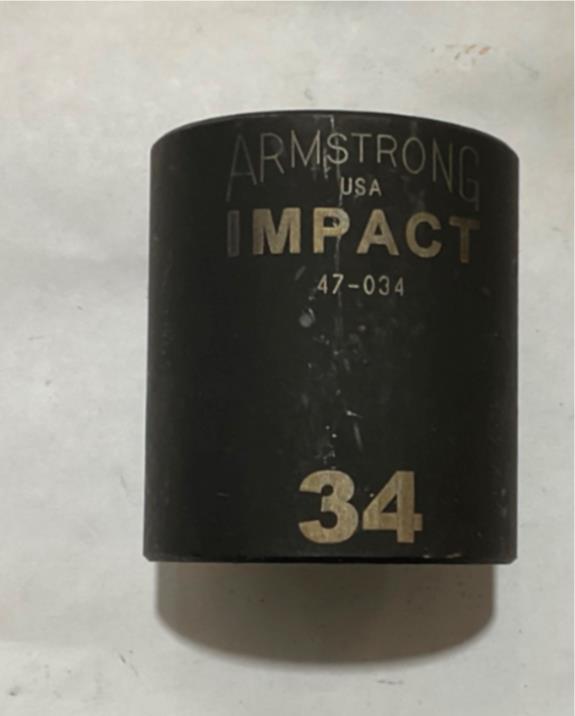 ARMSTRONG
USA
IMPACT
47-034
34